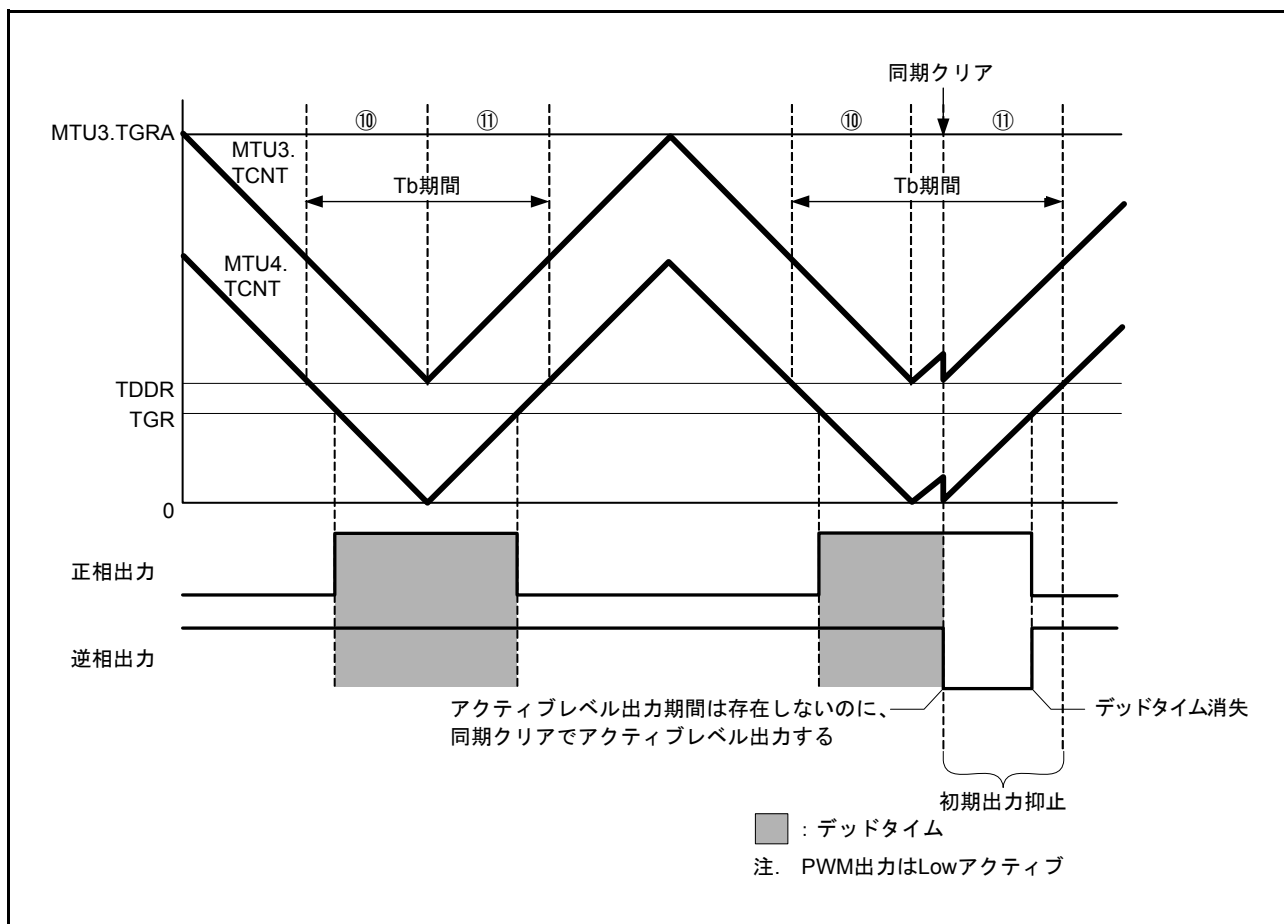 同期クリア
⑩
⑪
⑩
⑪
MTU3.TGRA
MTU3.
TCNT
Tb期間
Tb期間
MTU4.
TCNT
TDDR
TGR
0
正相出力
逆相出力
アクティブレベル出力期間は存在しないのに、
同期クリアでアクティブレベル出力する
デッドタイム消失
初期出力抑止
：デッドタイム
注. PWM出力はLowアクティブ